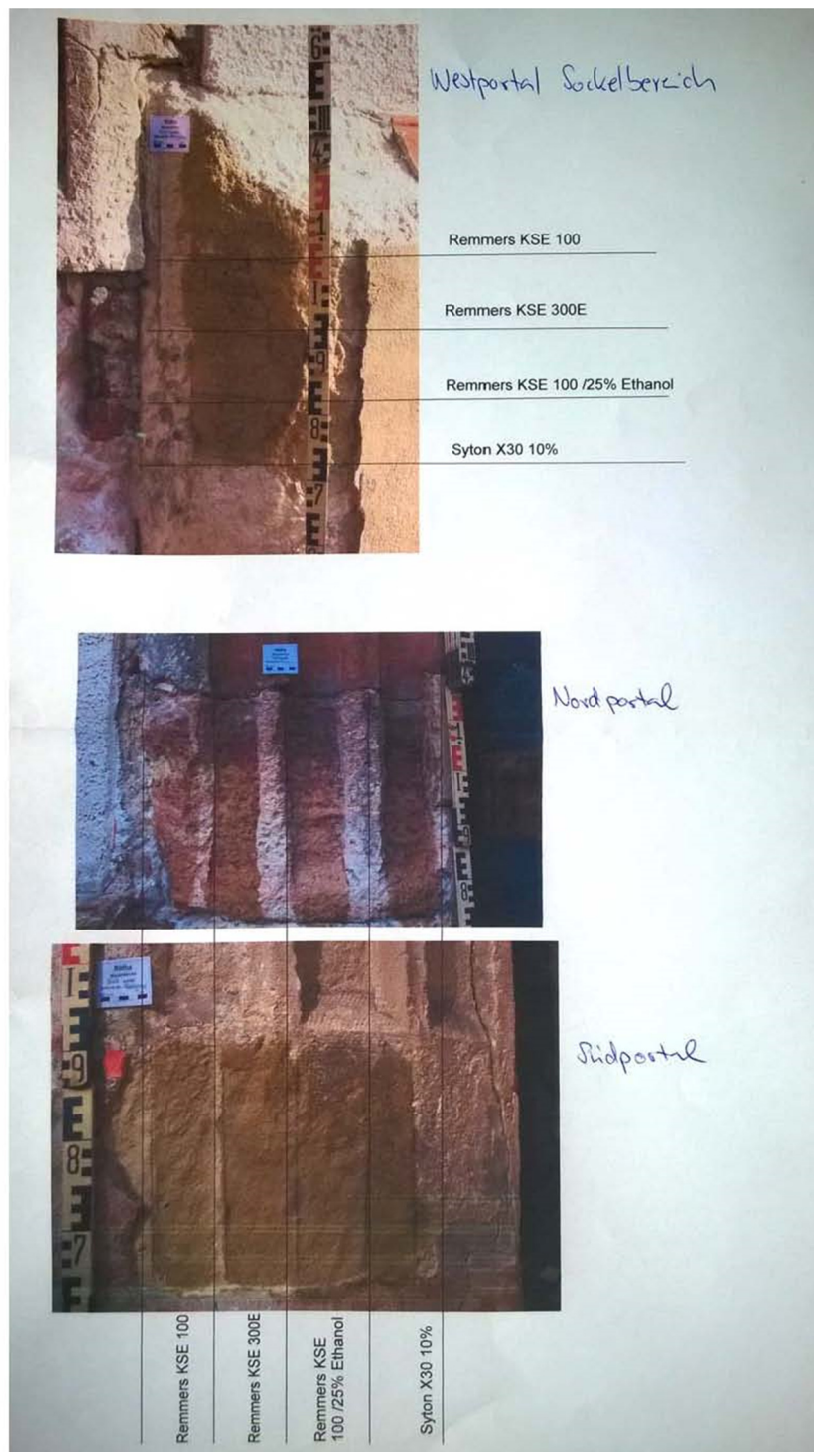 Westportal Sockelbereich
Remmers KSE 100
Remmers KSE 300E
Remmers KSE 100 /25% Ethanol
Syton X30 10%
Nordportal
Südportal
Remmers KSE 100
Remmers KSE 300E
Remmers KSE
100 /25% Ethanol
Syton X30 10%